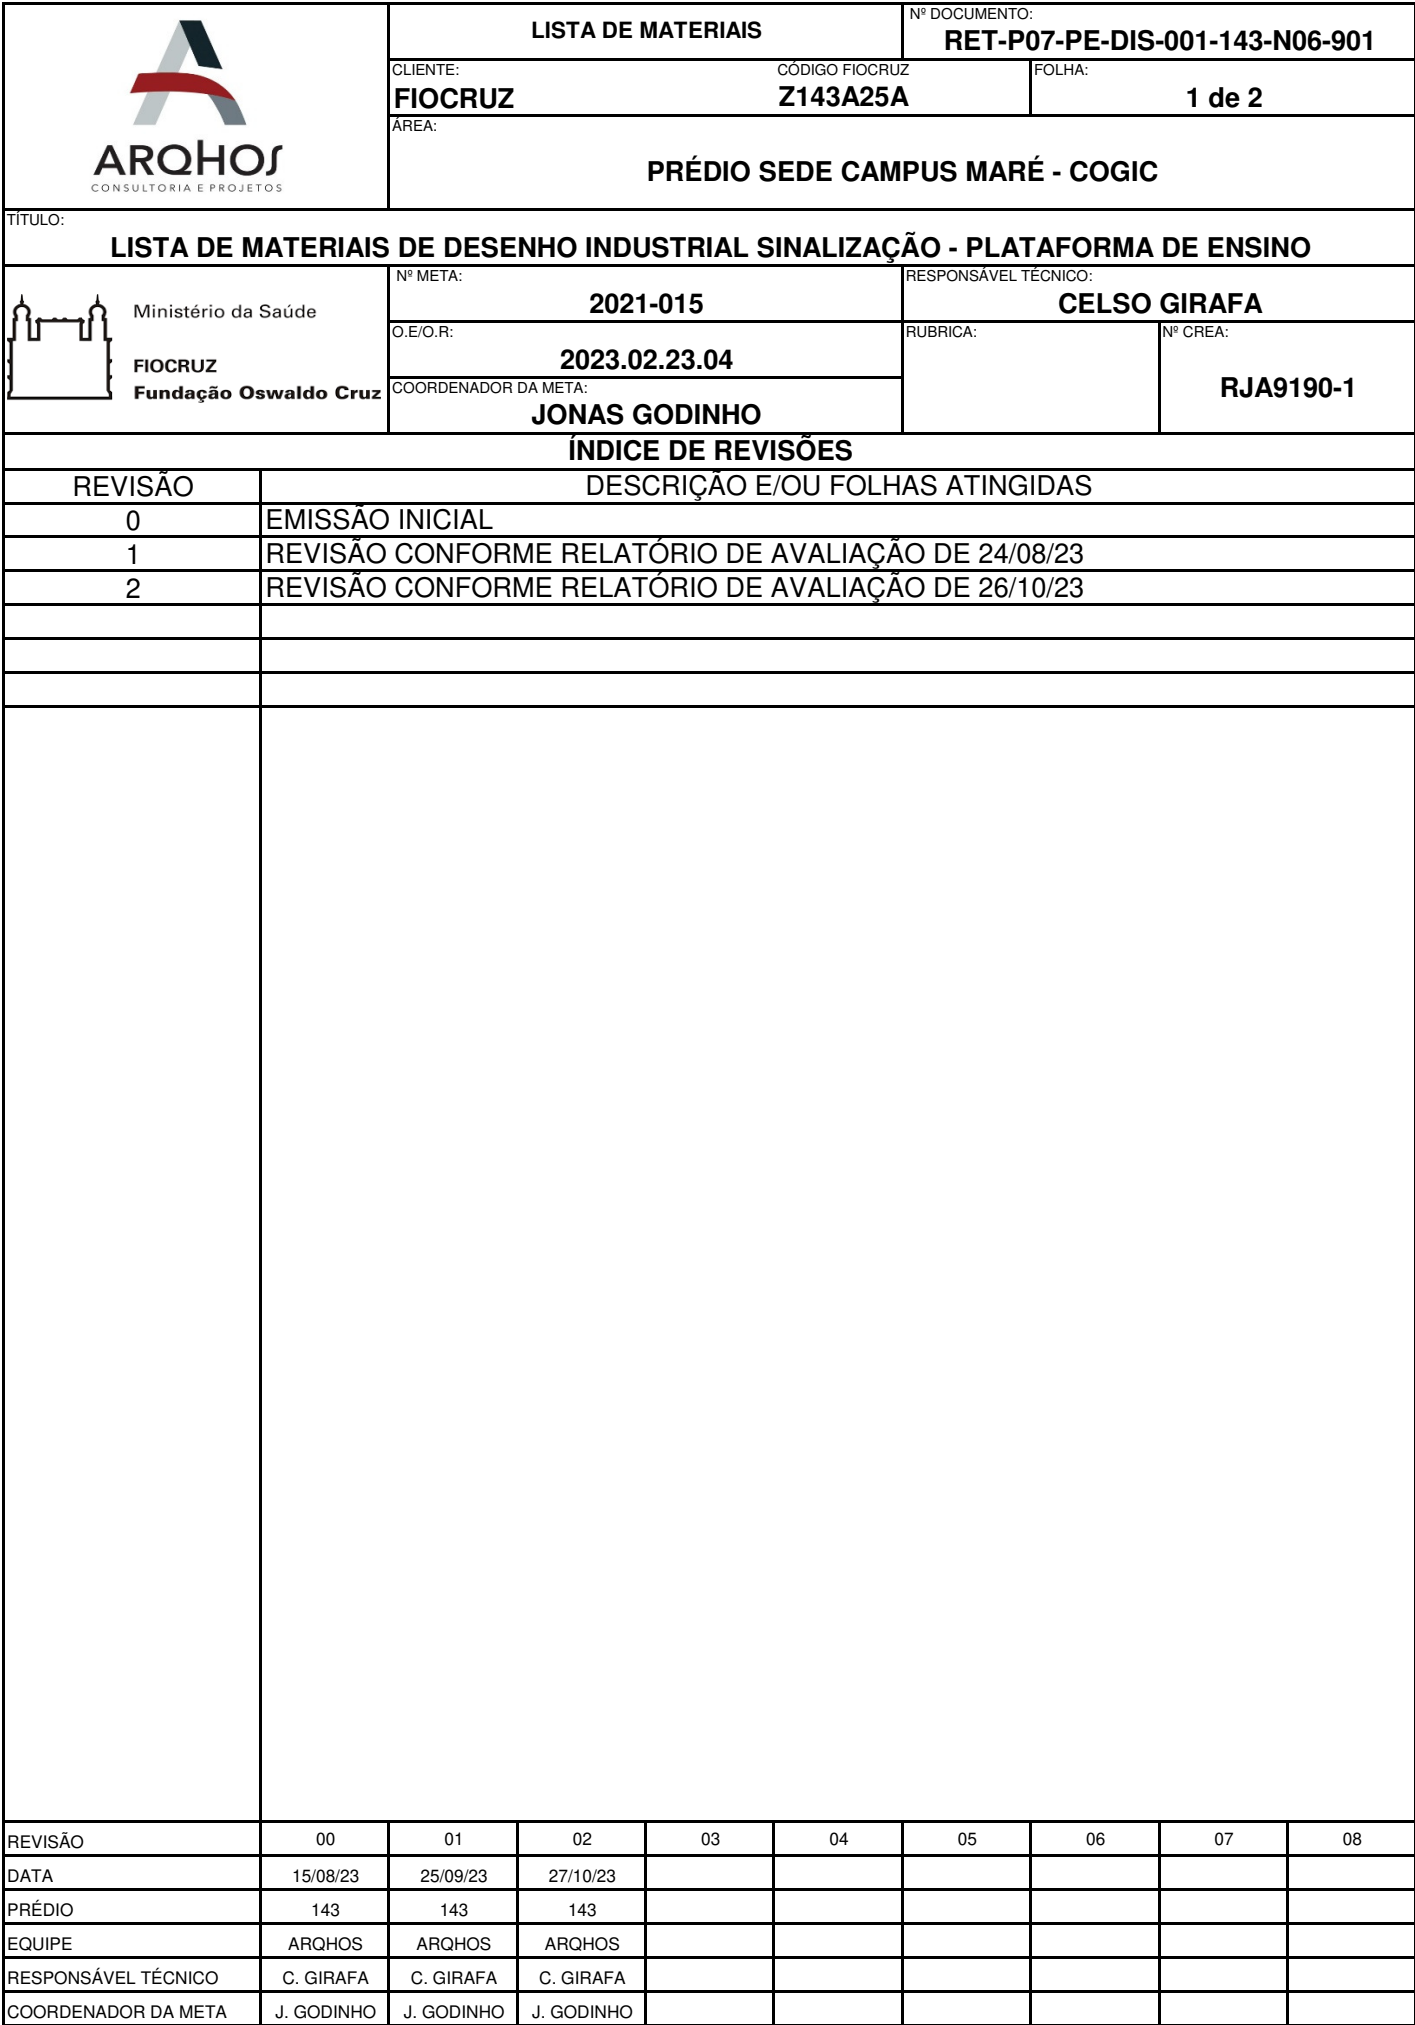 ARQHOS
CONSULTORIA E PROJETOS
LISTA DE MATERIAIS
Nº DOCUMENTO:
RET-P07-PE-DIS-001-143-N06-901
CLIENTE:
FIOCRUZ
CÓDIGO FIOCRUZ
Z143A25A
FOLHA:
1 de 2
ÁREA:
PRÉDIO SEDE CAMPUS MARÉ - COGIC
TÍTULO:
LISTA DE MATERIAIS DE DESENHO INDUSTRIAL SINALIZAÇÃO - PLATAFORMA DE ENSINO
Ministério da Saúde
FIOCRUZ
Fundação Oswaldo Cruz
Nº META:
2021-015
RESPONSÁVEL TÉCNICO:
CELSO GIRAFA
O.E/O.R:
2023.02.23.04
RUBRICA:
Nº CREA:
RJA9190-1
COORDENADOR DA META:
JONAS GODINHO
ÍNDICE DE REVISÕES
REVISÃO DESCRIÇÃO E/OU FOLHAS ATINGIDAS
0 EMISSÃO INICIAL
1 REVISÃO CONFORME RELATÓRIO DE AVALIAÇÃO DE 24/08/23
2 REVISÃO CONFORME RELATÓRIO DE AVALIAÇÃO DE 26/10/23
REVISÃO 00 01 02 03 04 05 06 07 08
DATA 15/08/23 25/09/23 27/10/23
PRÉDIO 143 143 143
EQUIPE ARQHOS ARQHOS ARQHOS
RESPONSÁVEL TÉCNICO C. GIRAFA C. GIRAFA C. GIRAFA
COORDENADOR DA META J. GODINHO J. GODINHO J. GODINHO